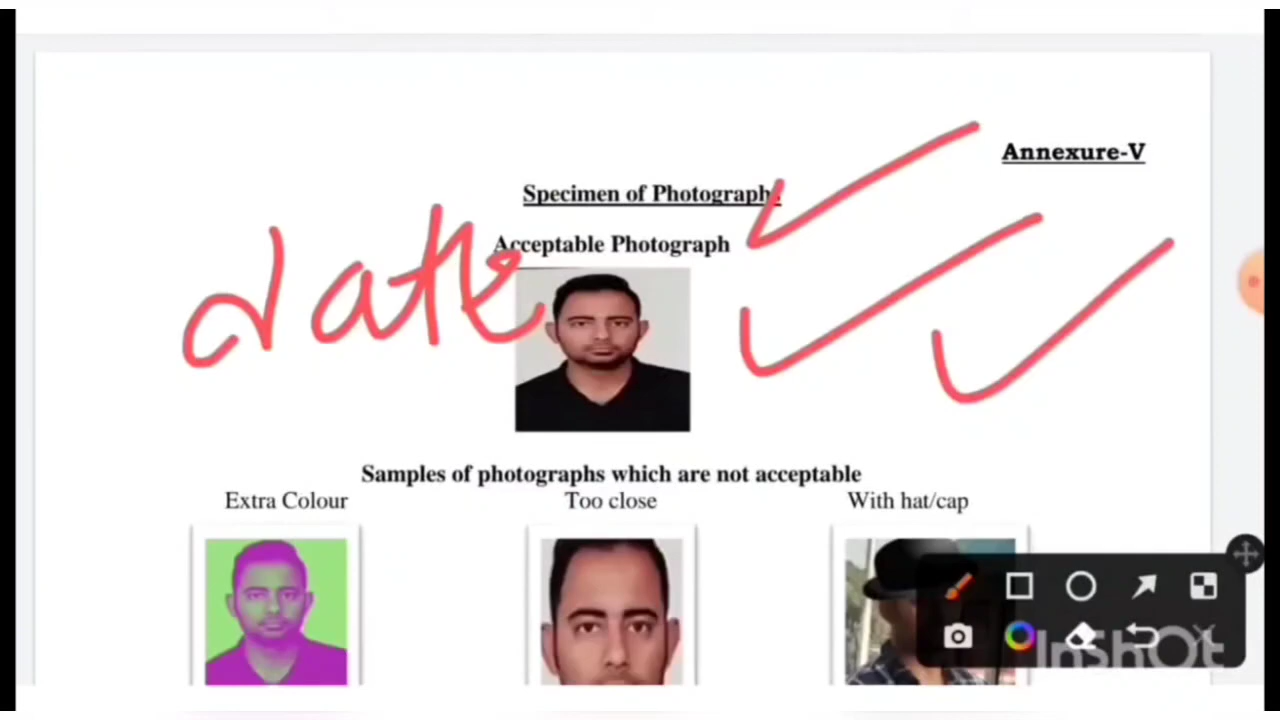 Annexure-V
Specimen of Photographs
Acceptable Photograph
date
Samples of photographs which are not acceptable
Extra Colour Too close With hat/cap
InShOt